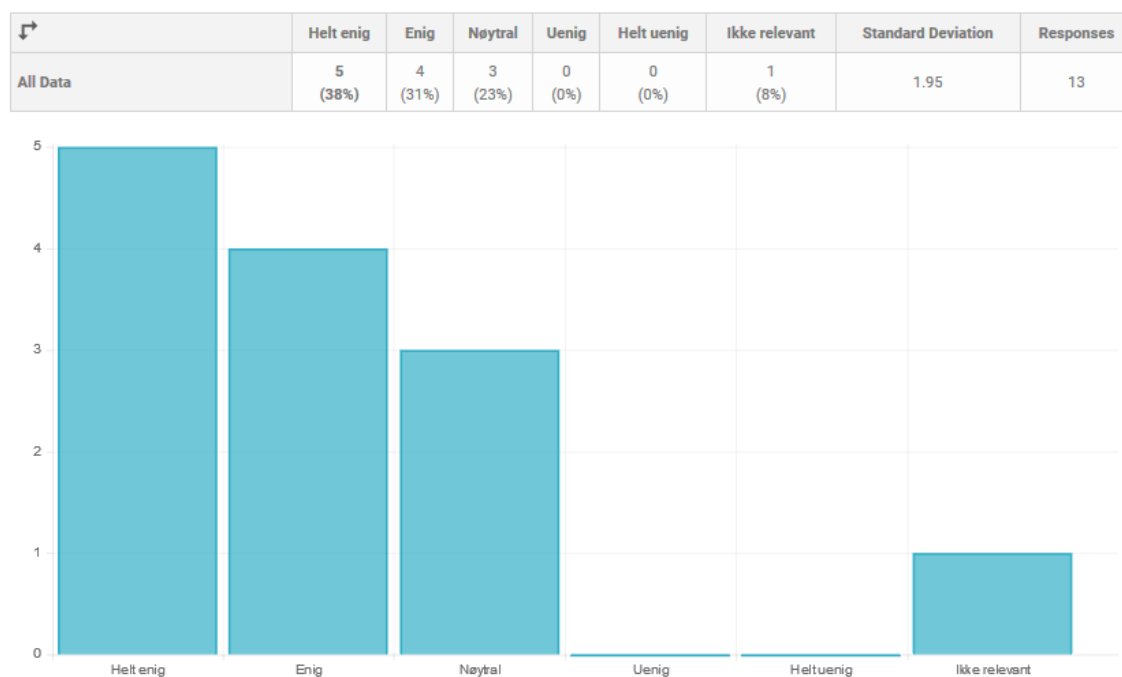 Helt enig Enig Nøytral Uenig Helt uenig Ikke relevant Standard Deviation Responses
All Data 5 (38%) 4 (31%) 3 (23%) 0 (0%) 0 (0%) 1 (8%) 1.95 13
5
4
3
2
1
0
Helt enig Enig Nøytral Uenig Helt uenig Ikke relevant